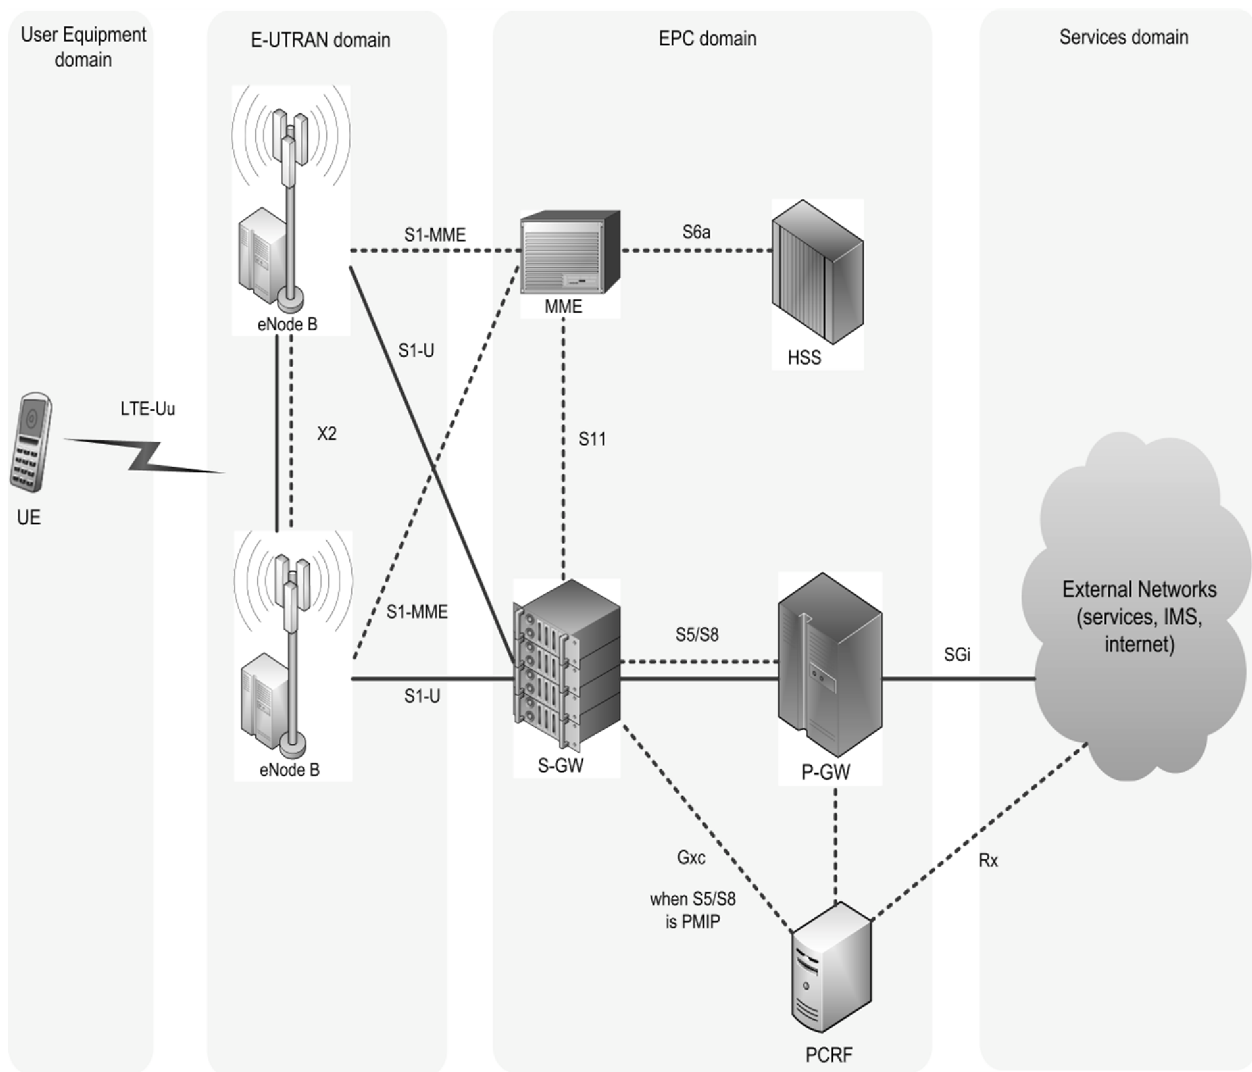 User Equipment
domain
E-UTRAN domain
EPC domain
Services domain
eNode B
S1-MME
MME
S6a
HSS
S1-U
LTE-Uu
X2
S11
UE
S1-MME
S1-U
eNode B
S-GW
S5/S8
P-GW
SGi
External Networks
(services, IMS,
internet)
Gxc
when S5/S8
is PMIP
Rx
PCRF